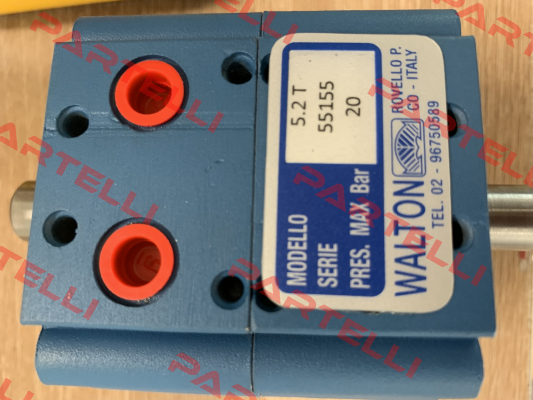 MODELLO 5.2 T
SERIE 55155
PRES. MAX Bar 20
WALTON
ROVELLO P.
CO - ITALY
TEL. 02 - 96750589
PARTELLI
PARTELLI
PARTELLI
PARTELLI
PARTELLI
PARTELLI